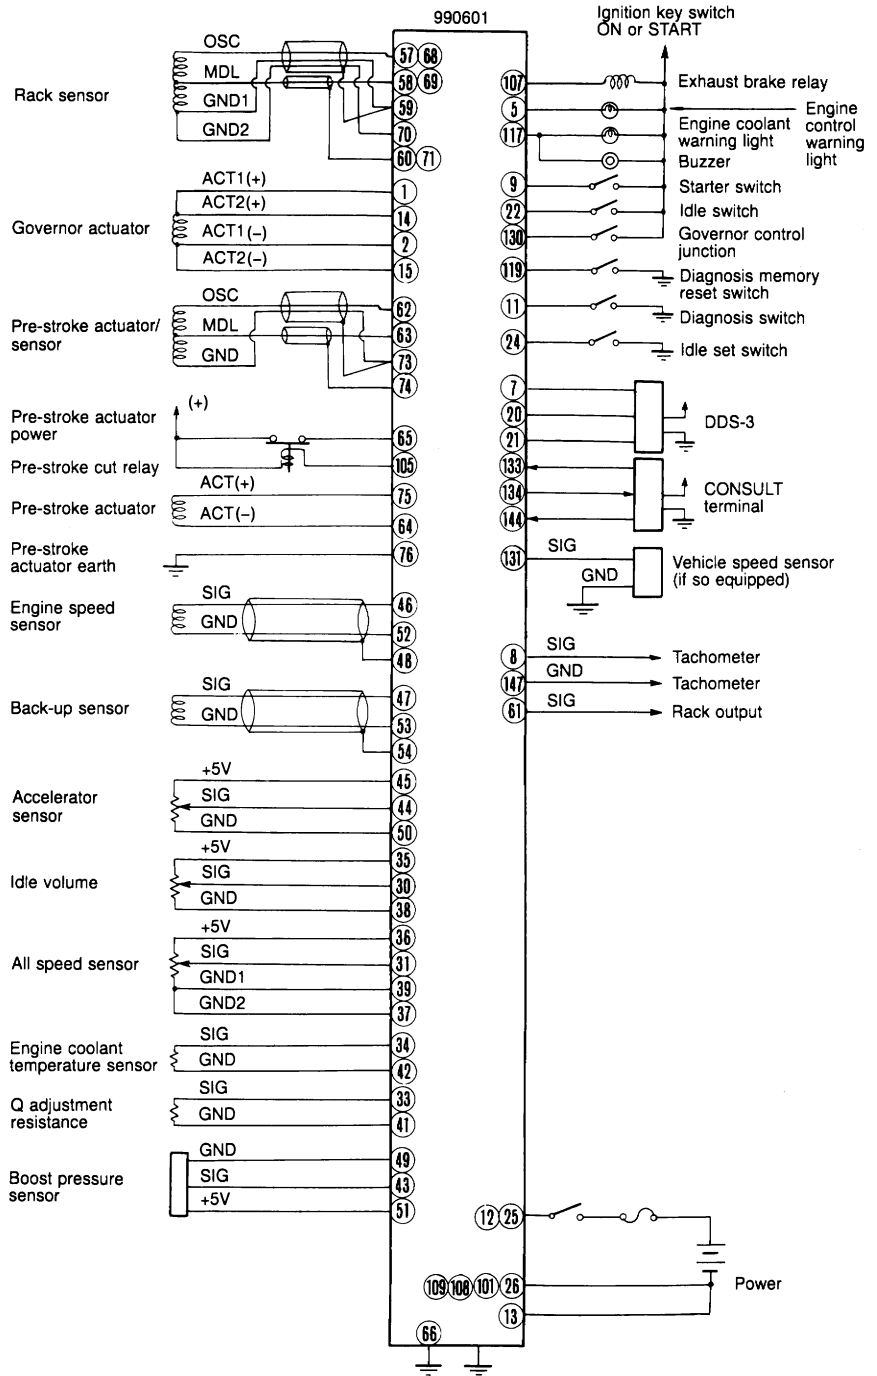 990601
Ignition key switch
ON or START
Rack sensor
OSC
MDL
GND1
GND2
57 68
58 69
59
70
60 71
Governor actuator
ACT1(+)
ACT2(+)
ACT1(−)
ACT2(−)
1
14
2
15
Pre-stroke actuator/
sensor
OSC
MDL
GND
62
63
73
74
Pre-stroke actuator
power
(+)
65
Pre-stroke cut relay
105
Pre-stroke actuator
ACT(+)
ACT(−)
75
64
Pre-stroke
actuator earth
76
Engine speed
sensor
SIG
GND
46
52
48
Back-up sensor
SIG
GND
47
53
54
Accelerator
sensor
+5V
SIG
GND
45
44
50
Idle volume
+5V
SIG
GND
35
30
38
All speed sensor
+5V
SIG
GND1
GND2
36
31
39
37
Engine coolant
temperature sensor
SIG
GND
34
42
Q adjustment
resistance
SIG
GND
33
41
Boost pressure
sensor
GND
SIG
+5V
49
43
51
107
Exhaust brake relay
5
Engine
control
warning
light
117
Engine coolant
warning light
Buzzer
9
Starter switch
22
Idle switch
130
Governor control
junction
119
Diagnosis memory
reset switch
11
Diagnosis switch
24
Idle set switch
7
20
21
DDS-3
133
134
144
CONSULT
terminal
131
SIG
GND
Vehicle speed sensor
(if so equipped)
8
SIG
Tachometer
147
GND
Tachometer
61
SIG
Rack output
12 25
109 108 101 26
Power
13
66